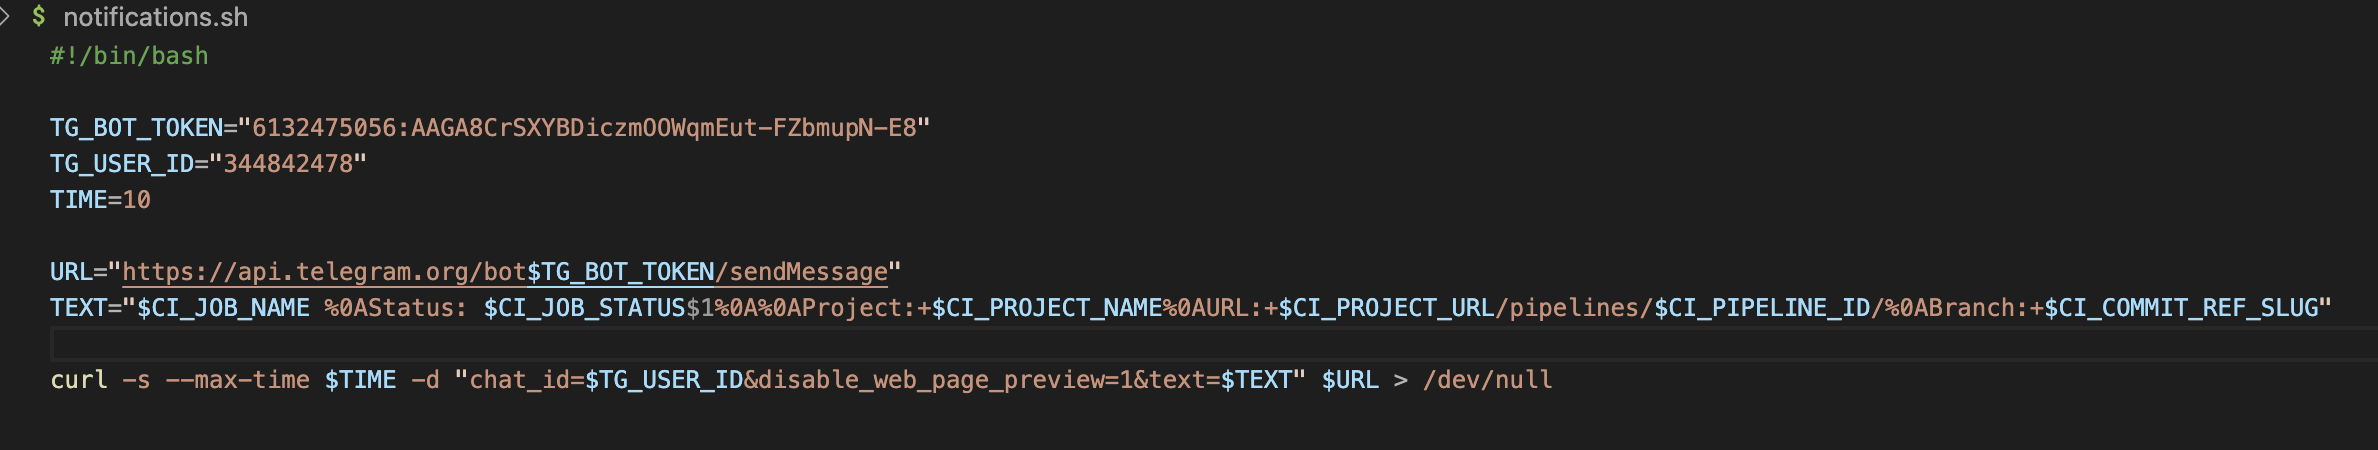 $ notifications.sh
#!/bin/bash
TG_BOT_TOKEN="6132475056:AAGA8CrSXYBDiczmOOWqmEut-FZbmupN-E8"
TG_USER_ID="344842478"
TIME=10
URL="https://api.telegram.org/bot$TG_BOT_TOKEN/sendMessage"
TEXT="$CI_JOB_NAME %0AStatus: $CI_JOB_STATUS$1%0A%0AProject:+$CI_PROJECT_NAME%0AURL:+$CI_PROJECT_URL/pipelines/$CI_PIPELINE_ID/%0ABranch:+$CI_COMMIT_REF_SLUG"
curl -s --max-time $TIME -d "chat_id=$TG_USER_ID&disable_web_page_preview=1&text=$TEXT" $URL > /dev/null